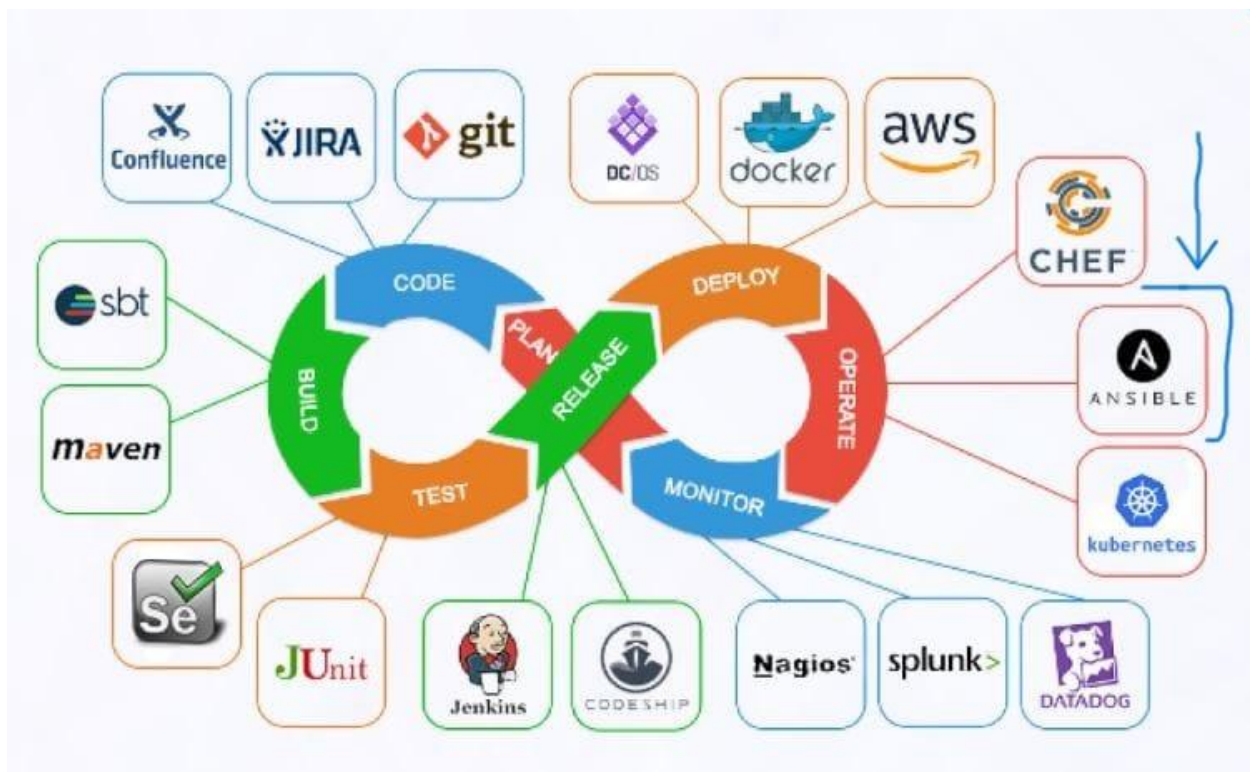 Confluence
JIRA
git
DC/OS
docker
aws
CHEF
sbt
CODE
DEPLOY
PLAN
RELEASE
BUILD
OPERATE
ANSIBLE
maven
TEST
MONITOR
kubernetes
Se
JUnit
Jenkins
CODESHIP
Nagios®
splunk>
DATADOG